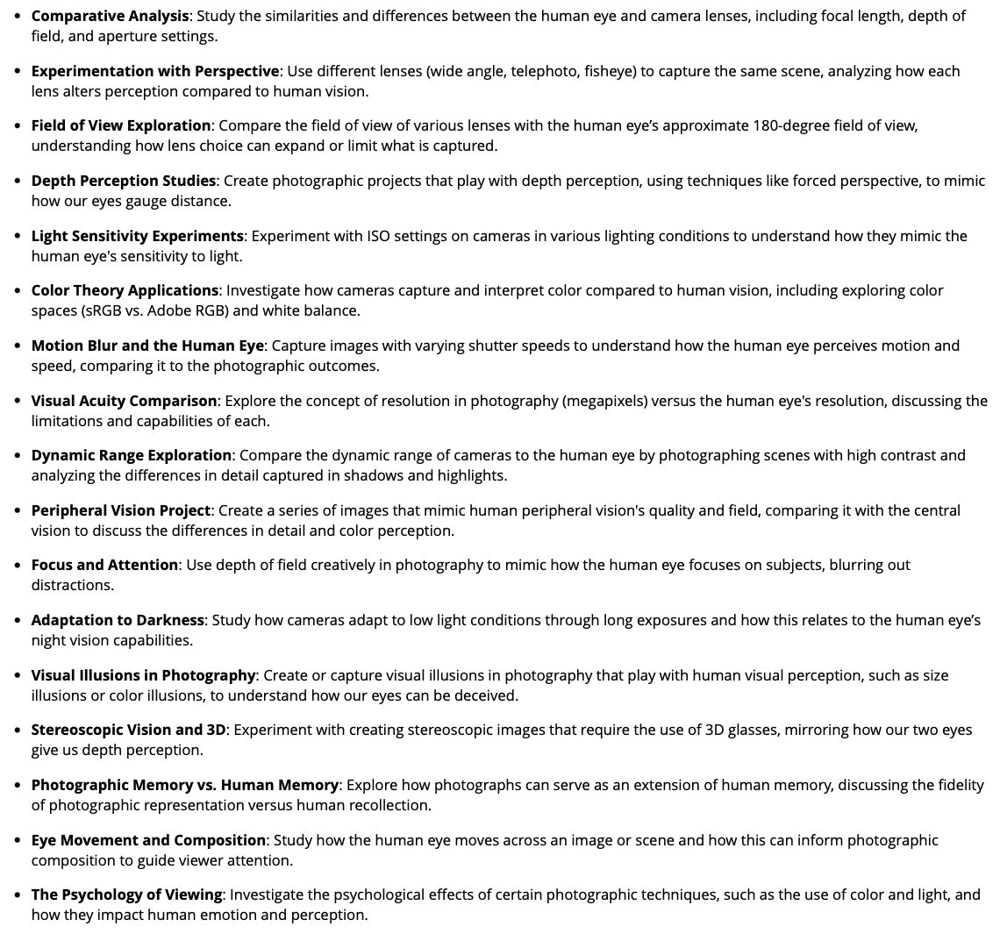 • Comparative Analysis: Study the similarities and differences between the human eye and camera lenses, including focal length, depth of
field, and aperture settings.
• Experimentation with Perspective: Use different lenses (wide angle, telephoto, fisheye) to capture the same scene, analyzing how each
lens alters perception compared to human vision.
• Field of View Exploration: Compare the field of view of various lenses with the human eye’s approximate 180-degree field of view,
understanding how lens choice can expand or limit what is captured.
• Depth Perception Studies: Create photographic projects that play with depth perception, using techniques like forced perspective, to mimic
how our eyes gauge distance.
• Light Sensitivity Experiments: Experiment with ISO settings on cameras in various lighting conditions to understand how they mimic the
human eye's sensitivity to light.
• Color Theory Applications: Investigate how cameras capture and interpret color compared to human vision, including exploring color
spaces (sRGB vs. Adobe RGB) and white balance.
• Motion Blur and the Human Eye: Capture images with varying shutter speeds to understand how the human eye perceives motion and
speed, comparing it to the photographic outcomes.
• Visual Acuity Comparison: Explore the concept of resolution in photography (megapixels) versus the human eye's resolution, discussing the
limitations and capabilities of each.
• Dynamic Range Exploration: Compare the dynamic range of cameras to the human eye by photographing scenes with high contrast and
analyzing the differences in detail captured in shadows and highlights.
• Peripheral Vision Project: Create a series of images that mimic human peripheral vision's quality and field, comparing it with the central
vision to discuss the differences in detail and color perception.
• Focus and Attention: Use depth of field creatively in photography to mimic how the human eye focuses on subjects, blurring out
distractions.
• Adaptation to Darkness: Study how cameras adapt to low light conditions through long exposures and how this relates to the human eye’s
night vision capabilities.
• Visual Illusions in Photography: Create or capture visual illusions in photography that play with human visual perception, such as size
illusions or color illusions, to understand how our eyes can be deceived.
• Stereoscopic Vision and 3D: Experiment with creating stereoscopic images that require the use of 3D glasses, mirroring how our two eyes
give us depth perception.
• Photographic Memory vs. Human Memory: Explore how photographs can serve as an extension of human memory, discussing the fidelity
of photographic representation versus human recollection.
• Eye Movement and Composition: Study how the human eye moves across an image or scene and how this can inform photographic
composition to guide viewer attention.
• The Psychology of Viewing: Investigate the psychological effects of certain photographic techniques, such as the use of color and light, and
how they impact human emotion and perception.